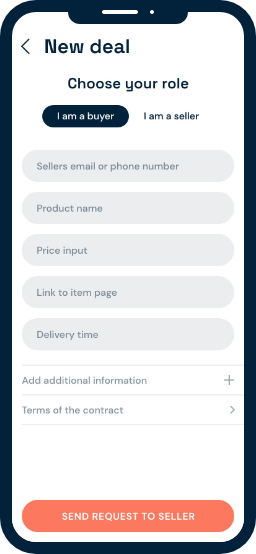 New deal
Choose your role
I am a buyer
I am a seller
Sellers email or phone number
Product name
Price input
Link to item page
Delivery time
Add additional information
Terms of the contract
SEND REQUEST TO SELLER